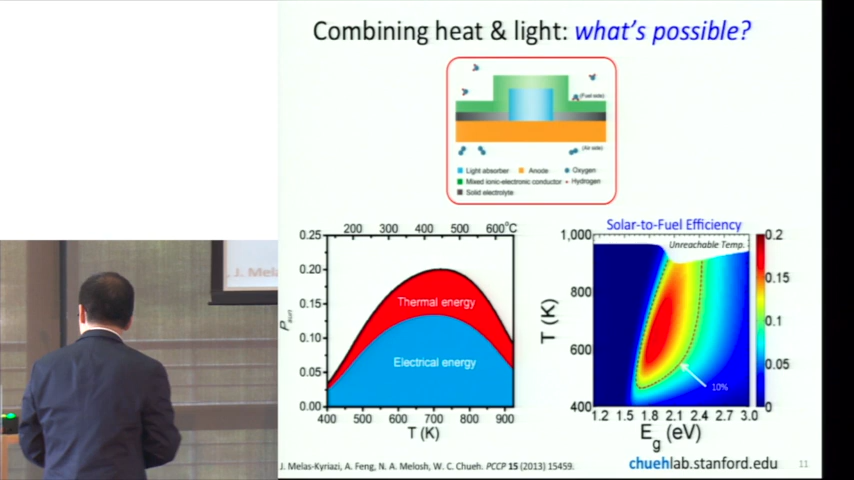 Combining heat & light: what's possible?
(Fuel side)
(Air side)
Light absorber Anode Oxygen
Mixed ionic-electronic conductor Hydrogen
Solid electrolyte
Solar-to-Fuel Efficiency
200 300 400 500 600°C
0.25
0.20
0.15
0.10
0.05
0.00
P sun
Thermal energy
Electrical energy
400 500 600 700 800 900
T (K)
1,000
800
600
400
T (K)
Unreachable Temp.
10%
1.2 1.5 1.8 2.1 2.4 2.7 3.0
Eg (eV)
0.2
0.15
0.1
0.05
0
J. Mela
J. Melas-Kyriazi, A. Feng, N. A. Melosh, W. C. Chueh. PCCP 15 (2013) 15459.
chuehlab.stanford.edu
11